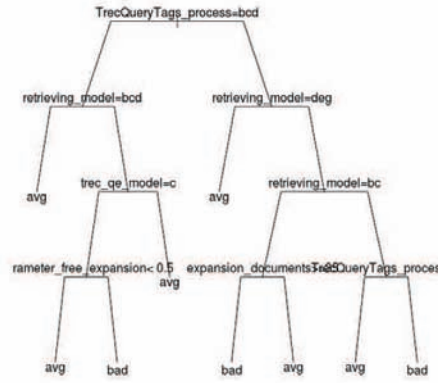 TrecQueryTags_process=bcd
retrieving_model=bcd retrieving_model=deg
avg trec_qe_model=c avg retrieving_model=bc
rameter_free_expansion< 0.5 avg expansion_documents TrecQueryTags_proces
avg bad bad avg avg bad